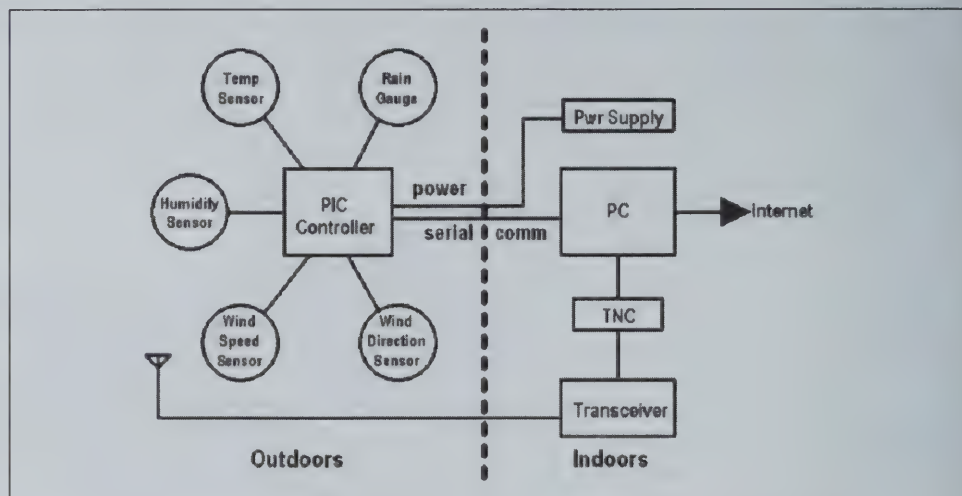 Temp
Sensor
Rain
Gauge
Pwr Supply
Humidity
Sensor
PIC
Controller
power
serial comm
PC
Internet
TNC
Wind
Speed
Sensor
Wind
Direction
Sensor
Transceiver
Outdoors
Indoors